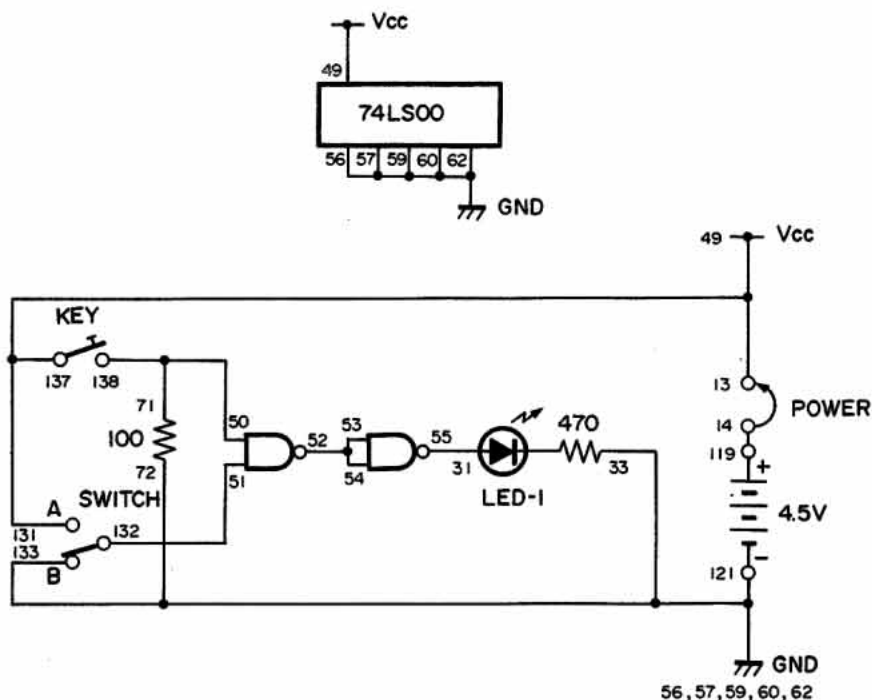 Vcc
49
74LS00
56 57 59 60 62
GND
49 Vcc
KEY
137 138
71
100
72
50
51
52
53
54
55
31
LED-1
470
33
13
14
POWER
119
+
4.5V
-
121
SWITCH
A
131
132
133
B
GND
56, 57, 59, 60, 62